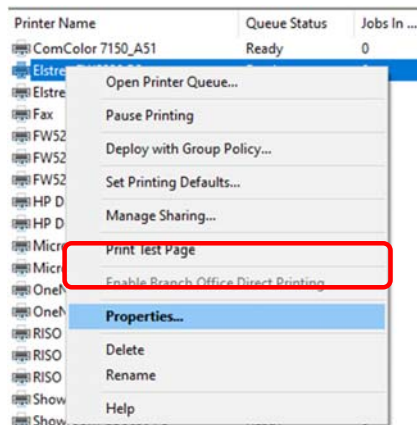 Printer Name Queue Status Jobs In ...
ComColor 7150_A51 Ready 0
Elstre
Open Printer Queue...
Elstre
Fax Pause Printing
FW52
FW52 Deploy with Group Policy...
FW52 Set Printing Defaults...
HP D
HP D Manage Sharing...
Micr
Print Test Page
Micr
OneN Enable Branch Office Direct Printing
OneN Properties...
RISO
RISO Delete
RISO Rename
Show
Help
Show